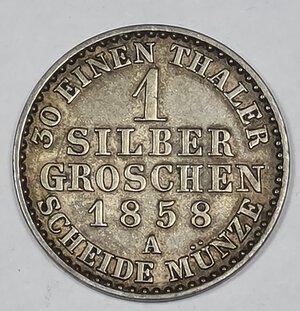 30 EINEN THALER
1
SILBER
GROSCHEN
1858
A
SCHEIDE MÜNZE